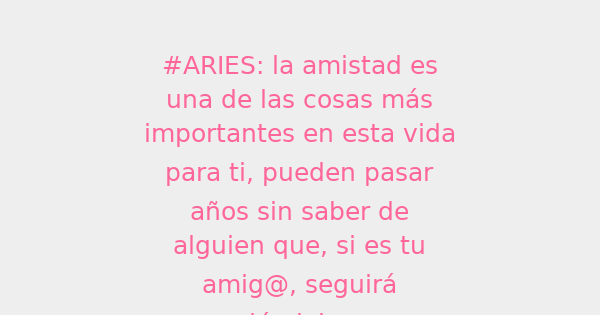 #ARIES: la amistad es
una de las cosas más
importantes en esta vida
para ti, pueden pasar
años sin saber de
alguien que, si es tu
amig@, seguirá